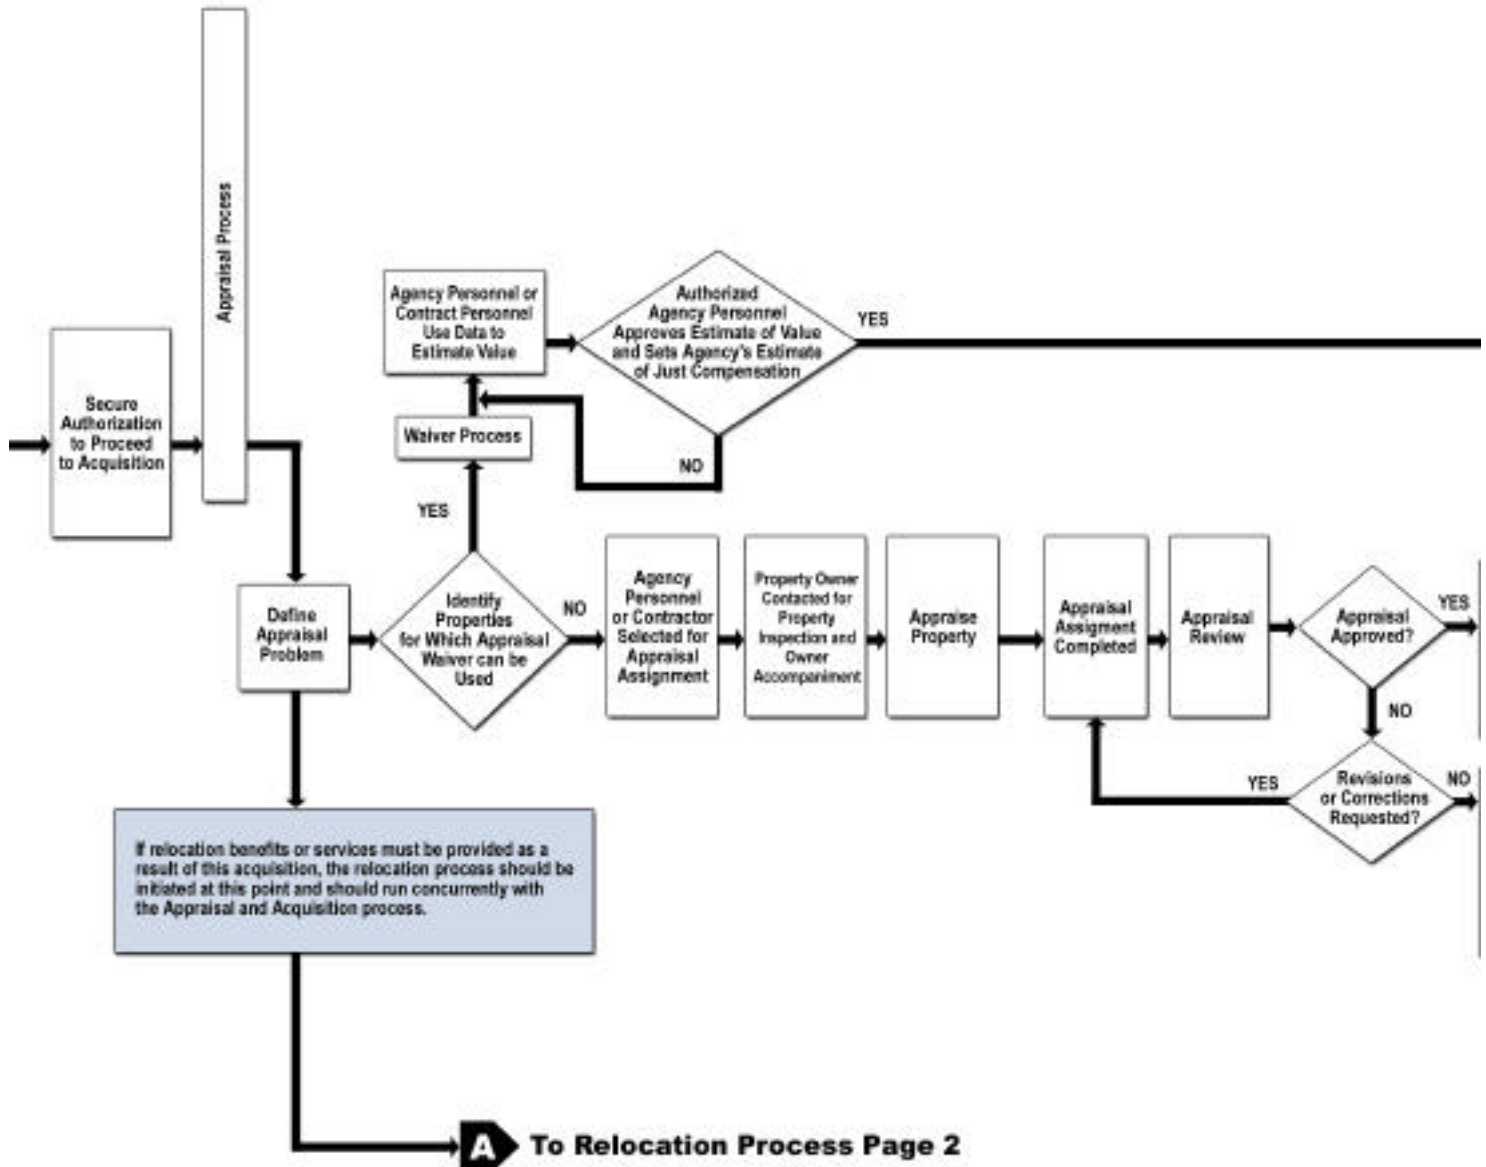 Appraisal Process
Secure
Authorization
to Proceed
to Acquisition
Agency Personnel or
Contract Personnel
Use Data to
Estimate Value
Authorized
Agency Personnel
Approves Estimate of Value
and Sets Agency's Estimate
of Just Compensation
YES
NO
Waiver Process
YES
Define
Appraisal
Problem
Identify
Properties
for Which Appraisal
Waiver can be
Used
NO
Agency
Personnel
or Contractor
Selected for
Appraisal
Assignment
Property Owner
Contacted for
Property
Inspection and
Owner
Accompaniment
Appraise
Property
Appraisal
Assigment
Completed
Appraisal
Review
Appraisal
Approved?
YES
NO
Revisions
or Corrections
Requested?
YES
NO
If relocation benefits or services must be provided as a
result of this acquisition, the relocation process should be
initiated at this point and should run concurrently with
the Appraisal and Acquisition process.
A To Relocation Process Page 2